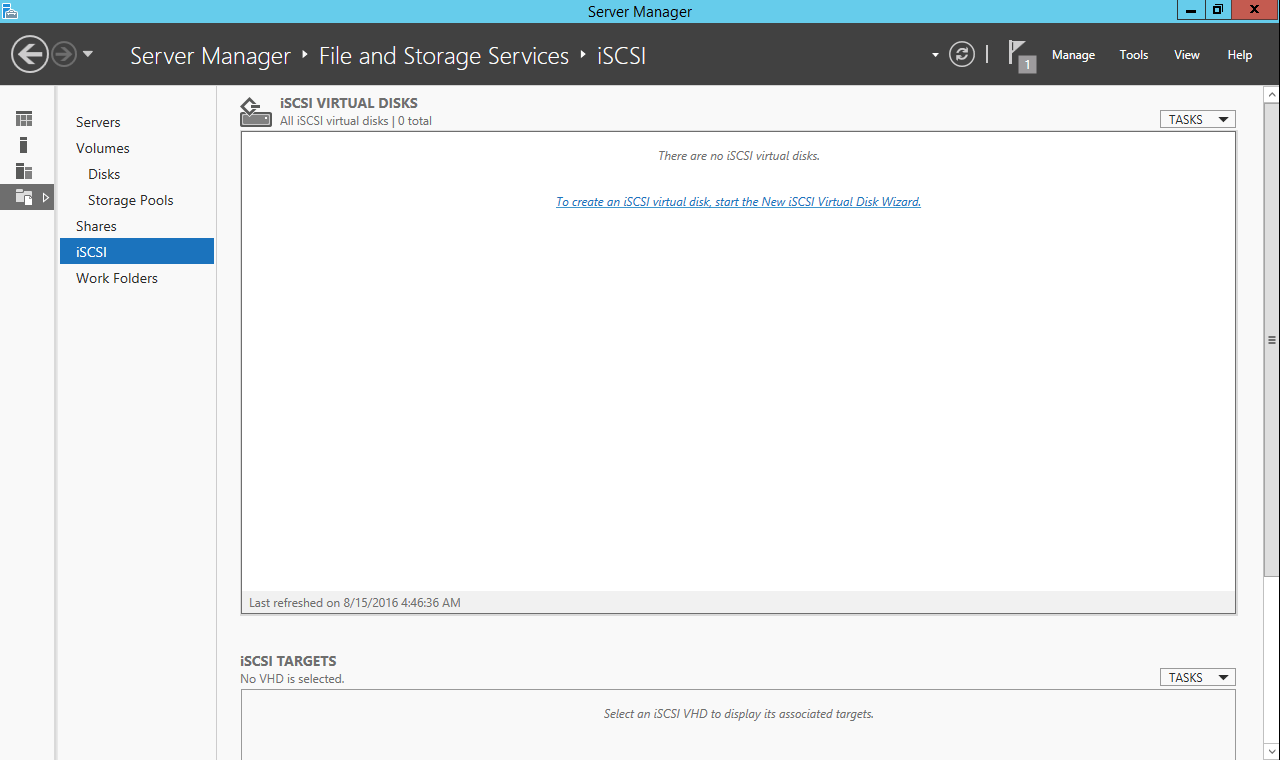 Server Manager
Server Manager ‣ File and Storage Services ‣ iSCSI
1
Manage
Tools
View
Help
Servers
Volumes
Disks
Storage Pools
Shares
iSCSI
Work Folders
iSCSI VIRTUAL DISKS
All iSCSI virtual disks | 0 total
TASKS
There are no iSCSI virtual disks.
To create an iSCSI virtual disk, start the New iSCSI Virtual Disk Wizard.
Last refreshed on 8/15/2016 4:46:36 AM
iSCSI TARGETS
No VHD is selected.
TASKS
Select an iSCSI VHD to display its associated targets.